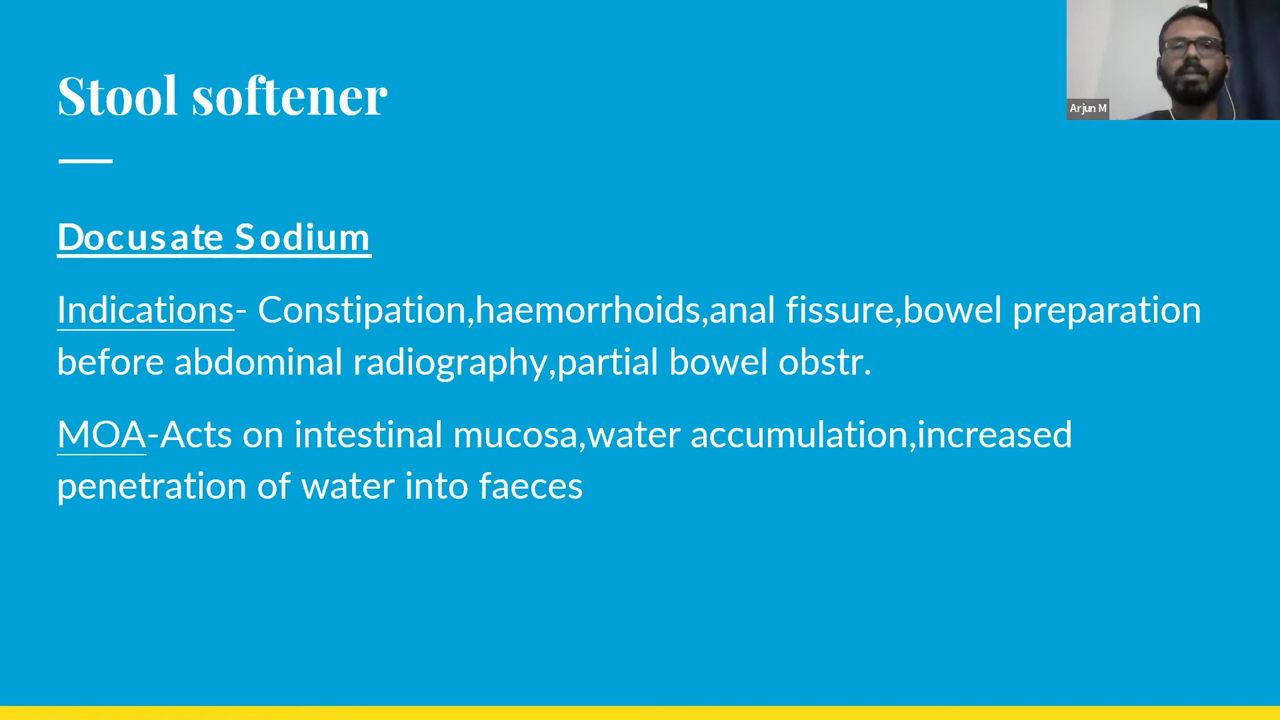 Stool softener
Arjun M
Docusate Sodium
Indications- Constipation,haemorrhoids,anal fissure,bowel preparation
before abdominal radiography,partial bowel obstr.
MOA-Acts on intestinal mucosa,water accumulation,increased
penetration of water into faeces